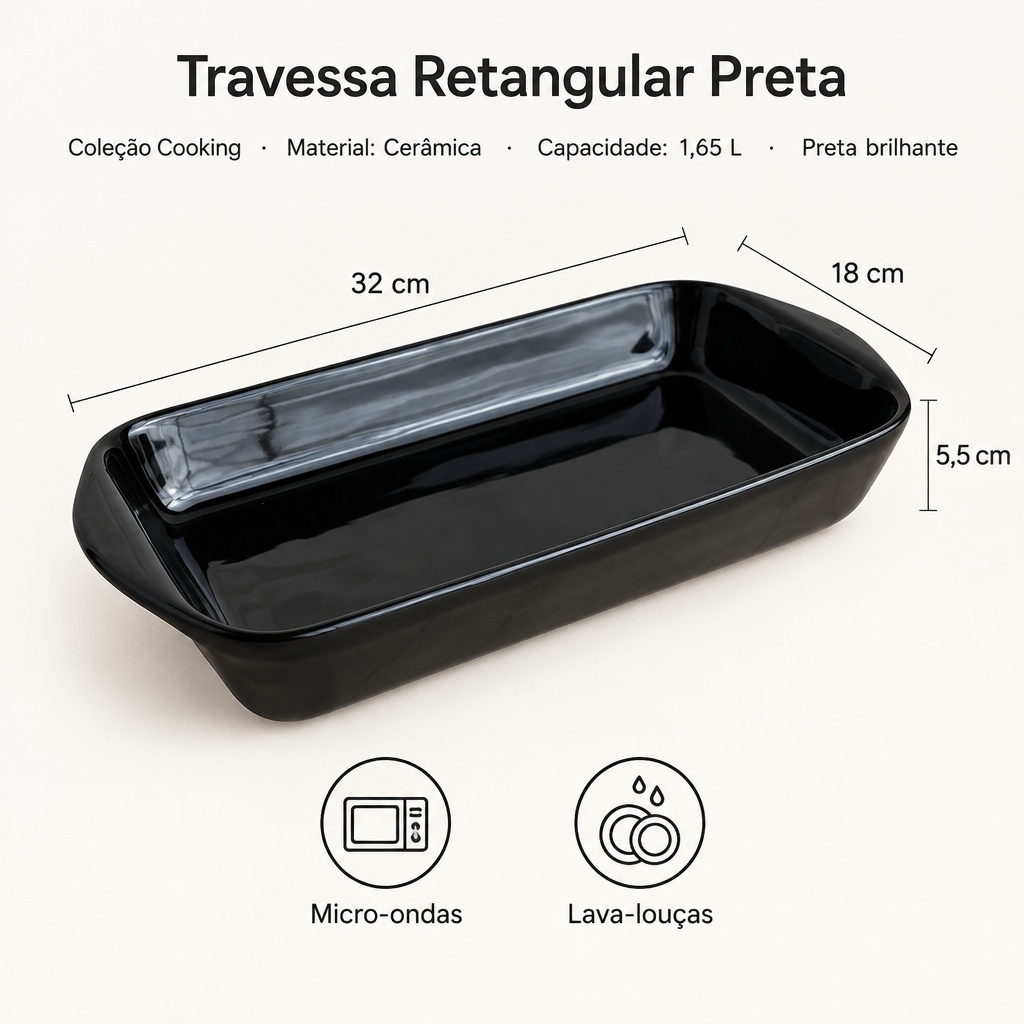 Travessa Retangular Preta
Coleção Cooking · Material: Cerâmica · Capacidade: 1,65 L · Preta brilhante
32 cm
18 cm
5,5 cm
Micro-ondas
Lava-louças